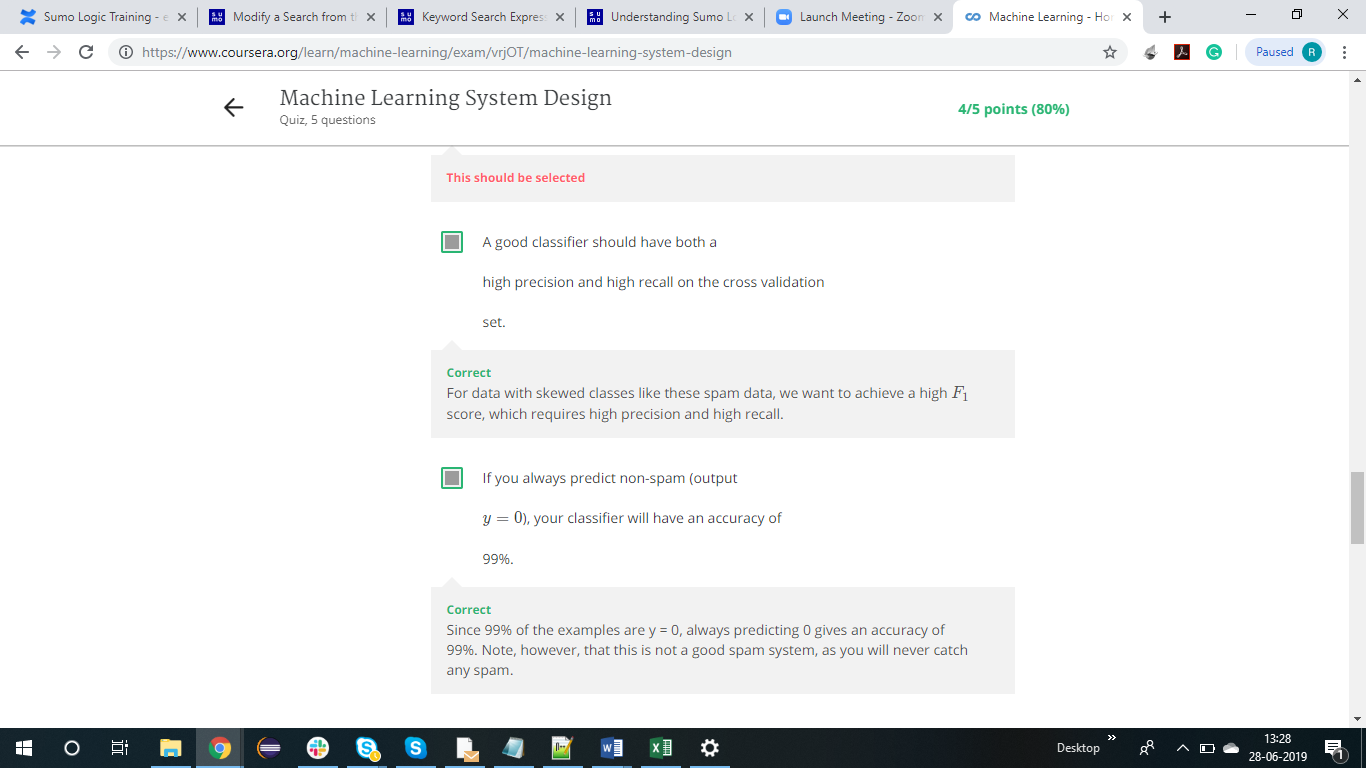 Sumo Logic Training - e
Modify a Search from th
Keyword Search Express
Understanding Sumo Lo
Launch Meeting - Zoom
Machine Learning - Hom
https://www.coursera.org/learn/machine-learning/exam/vrjOT/machine-learning-system-design
Paused
R
Machine Learning System Design
Quiz, 5 questions
4/5 points (80%)
This should be selected
A good classifier should have both a
high precision and high recall on the cross validation
set.
Correct
For data with skewed classes like these spam data, we want to achieve a high F1
score, which requires high precision and high recall.
If you always predict non-spam (output
y = 0), your classifier will have an accuracy of
99%.
Correct
Since 99% of the examples are y = 0, always predicting 0 gives an accuracy of
99%. Note, however, that this is not a good spam system, as you will never catch
any spam.
Desktop
13:28
28-06-2019
1